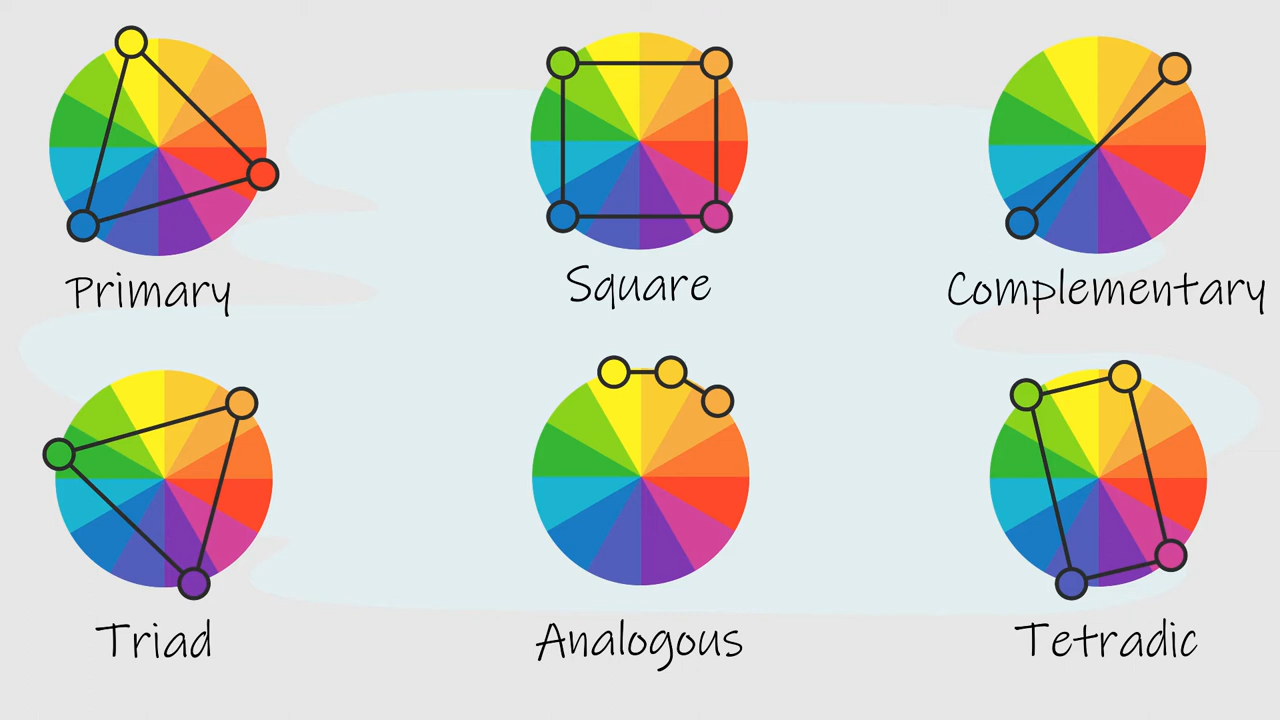 Primary
Square
Complementary
Triad
Analogous
Tetradic